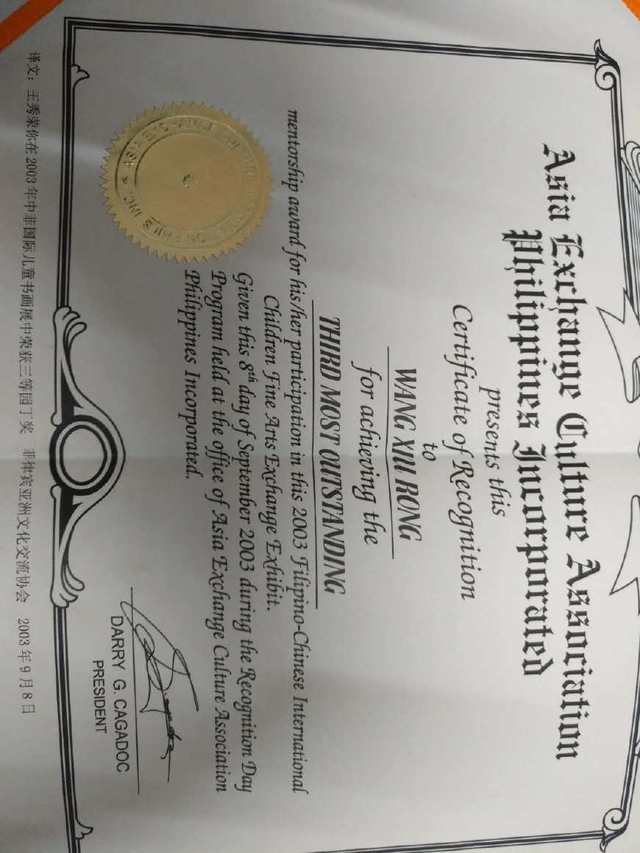 Asia Exchange Culture Association
Philippines Incorporated
presents this
Certificate of Recognition
to
WANG XIU RONG
for achieving the
THIRD MOST OUTSTANDING
mentorship award for his/her participation in this 2003 Filipino-Chinese International
Children Fine Arts Exchange Exhibit.
Given this 8th day of September 2003 during the Recognition Day
Program held at the office of Asia Exchange Culture Association
Philippines Incorporated.
DARRY G. CAGADOC
PRESIDENT
译文：王秀荣你在2003年中菲国际儿童书画展中荣获三等园丁奖 菲律宾亚洲文化交流协会 2003年9月8日